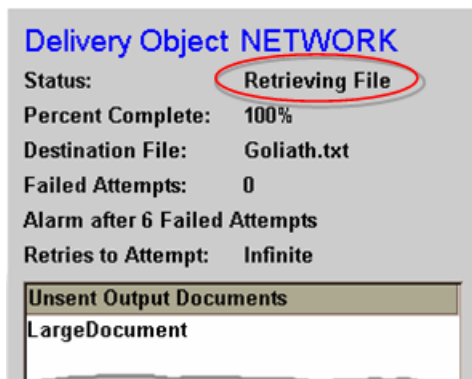 Delivery Object NETWORK
Status: Retrieving File
Percent Complete: 100%
Destination File: Goliath.txt
Failed Attempts: 0
Alarm after 6 Failed Attempts
Retries to Attempt: Infinite
Unsent Output Documents
LargeDocument